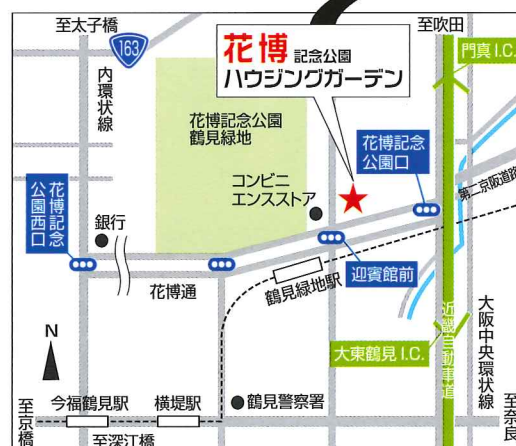 至太子橋
163
至吹田
花博 記念公園
ハウジングガーデン
門真I.C.
内環状線
花博記念公園
鶴見緑地
花博記念
公園口
コンビニ
エンスストア
第二京阪道路
花博記念
公園西口
銀行
迎賓館前
花博通
鶴見緑地駅
近畿自動車道
大阪中央環状線
N
大東鶴見I.C.
至京橋
今福鶴見駅
横堤駅
鶴見警察署
至深江橋
至奈良